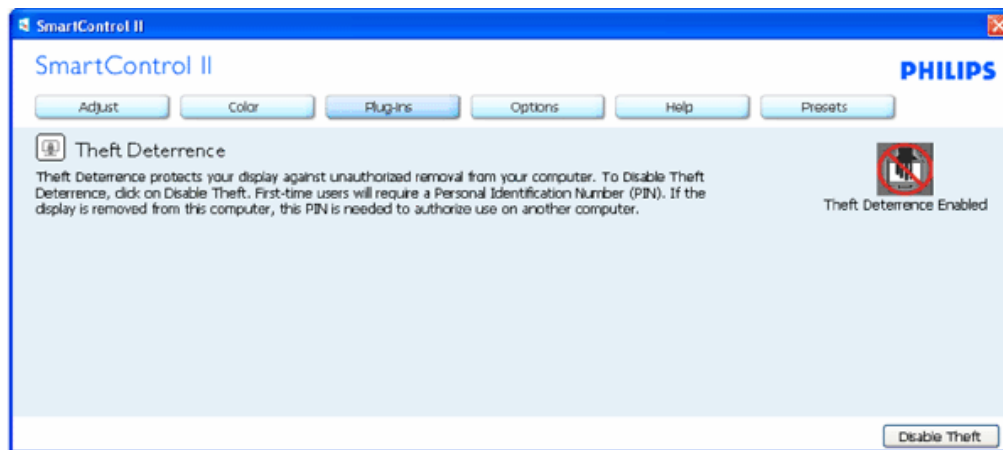 SmartControl II
SmartControl II
PHILIPS
Adjust Color Plug-ins Options Help Presets
Theft Deterrence
Theft Deterrence protects your display against unauthorized removal from your computer. To Disable Theft
Deterrence, click on Disable Theft. First-time users will require a Personal Identification Number (PIN). If the
display is removed from this computer, this PIN is needed to authorize use on another computer.
Theft Deterrence Enabled
Disable Theft